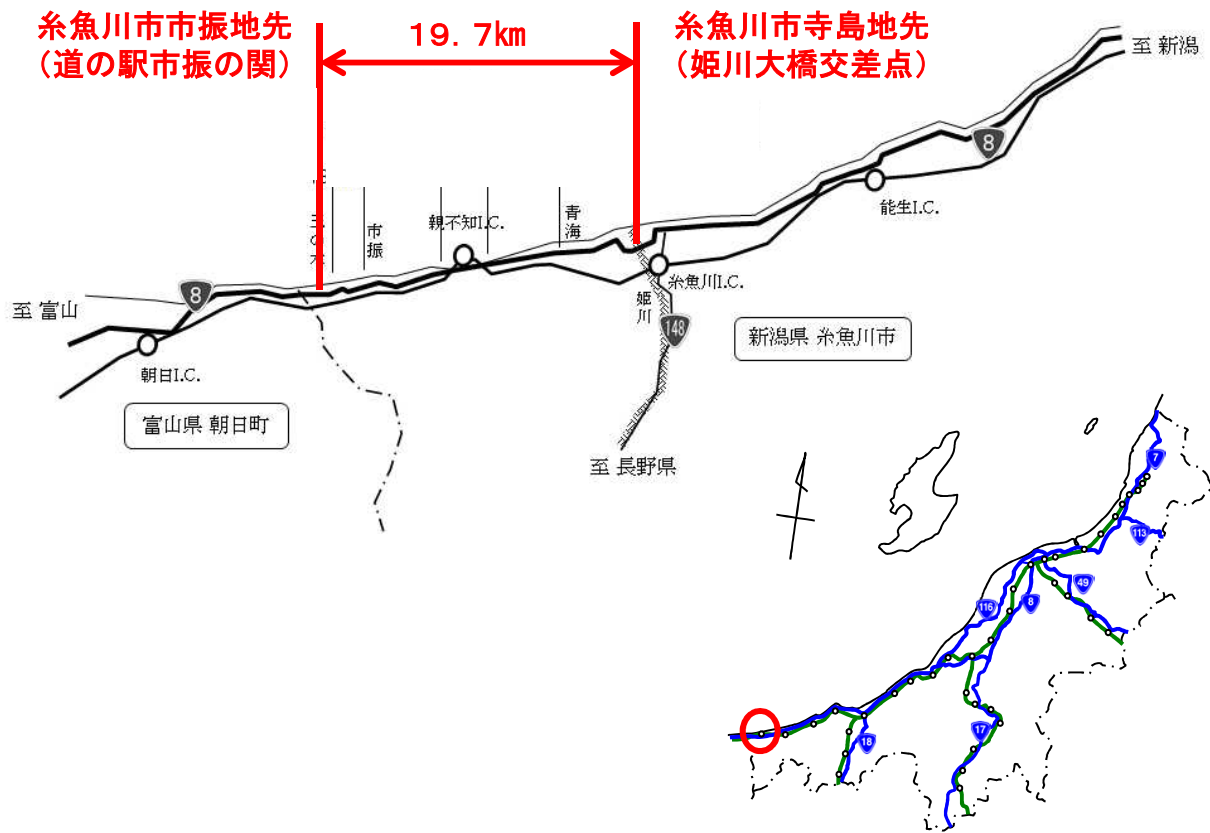 糸魚川市市振地先
(道の駅市振の関)
19.7km
糸魚川市寺島地先
(姫川大橋交差点)
至 新潟
8
能生I.C.
青海
親不知I.C.
市振
糸魚川I.C.
姫川
148
新潟県 糸魚川市
8
至 富山
朝日I.C.
富山県 朝日町
至 長野県
7
113
49
116
8
18
17